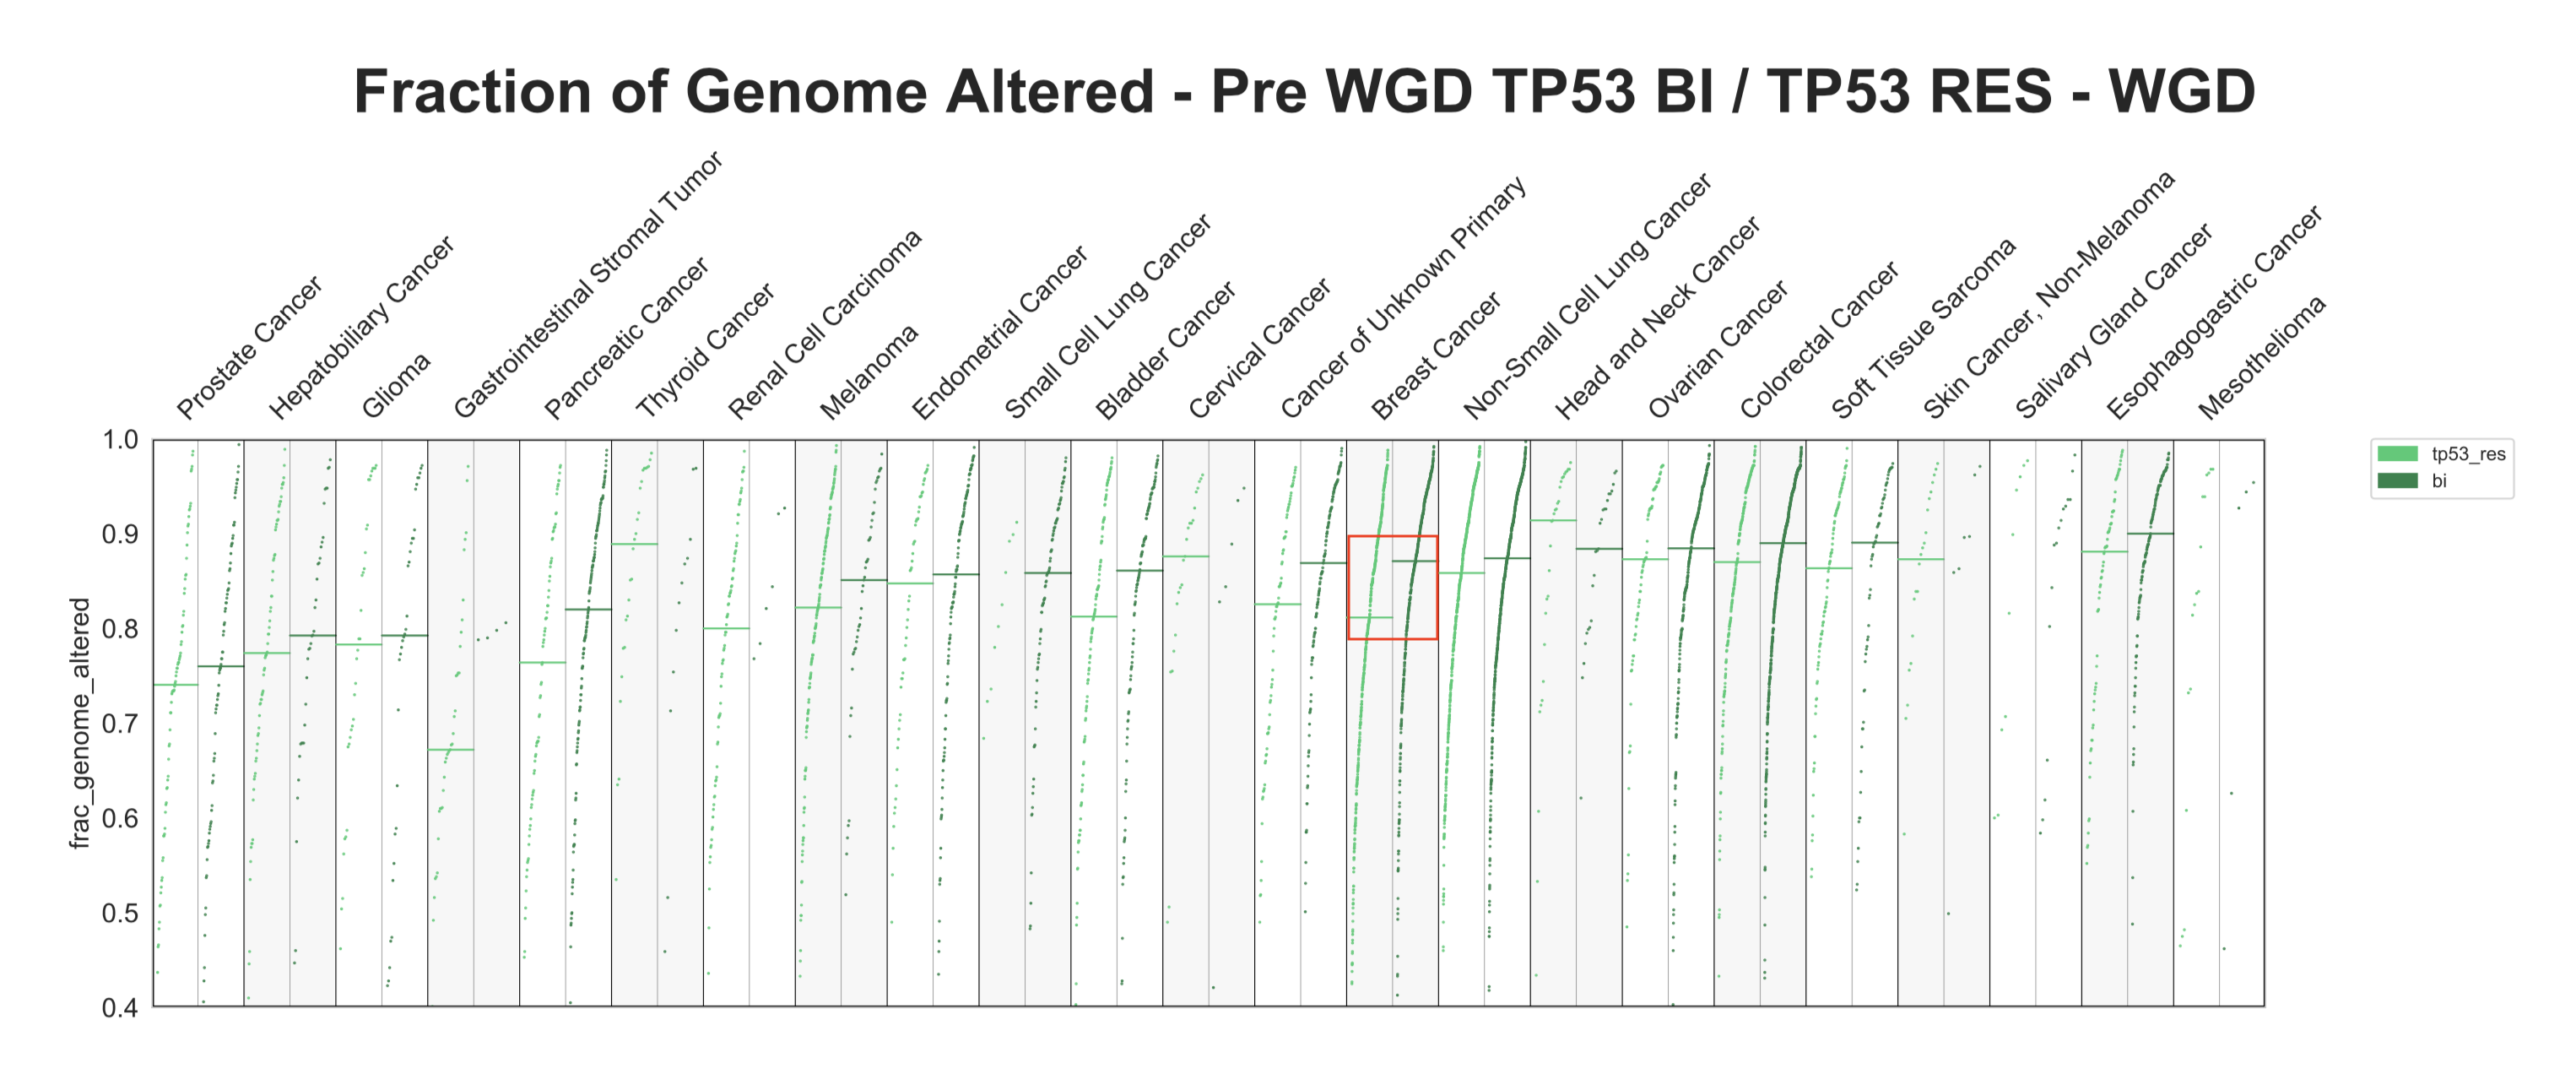 Fraction of Genome Altered - Pre WGD TP53 BI / TP53 RES - WGD
Prostate Cancer
Hepatobiliary Cancer
Glioma
Gastrointestinal Stromal Tumor
Pancreatic Cancer
Thyroid Cancer
Renal Cell Carcinoma
Melanoma
Endometrial Cancer
Small Cell Lung Cancer
Bladder Cancer
Cervical Cancer
Cancer of Unknown Primary
Breast Cancer
Non-Small Cell Lung Cancer
Head and Neck Cancer
Ovarian Cancer
Colorectal Cancer
Soft Tissue Sarcoma
Skin Cancer, Non-Melanoma
Salivary Gland Cancer
Esophagogastric Cancer
Mesothelioma
frac_genome_altered
1.0
0.9
0.8
0.7
0.6
0.5
0.4
tp53_res
bi